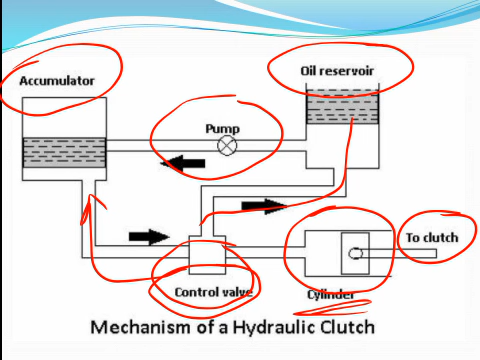 Oil reservoir
Accumulator
Pump
To clutch
Control valve
Cylinder
Mechanism of a Hydraulic Clutch